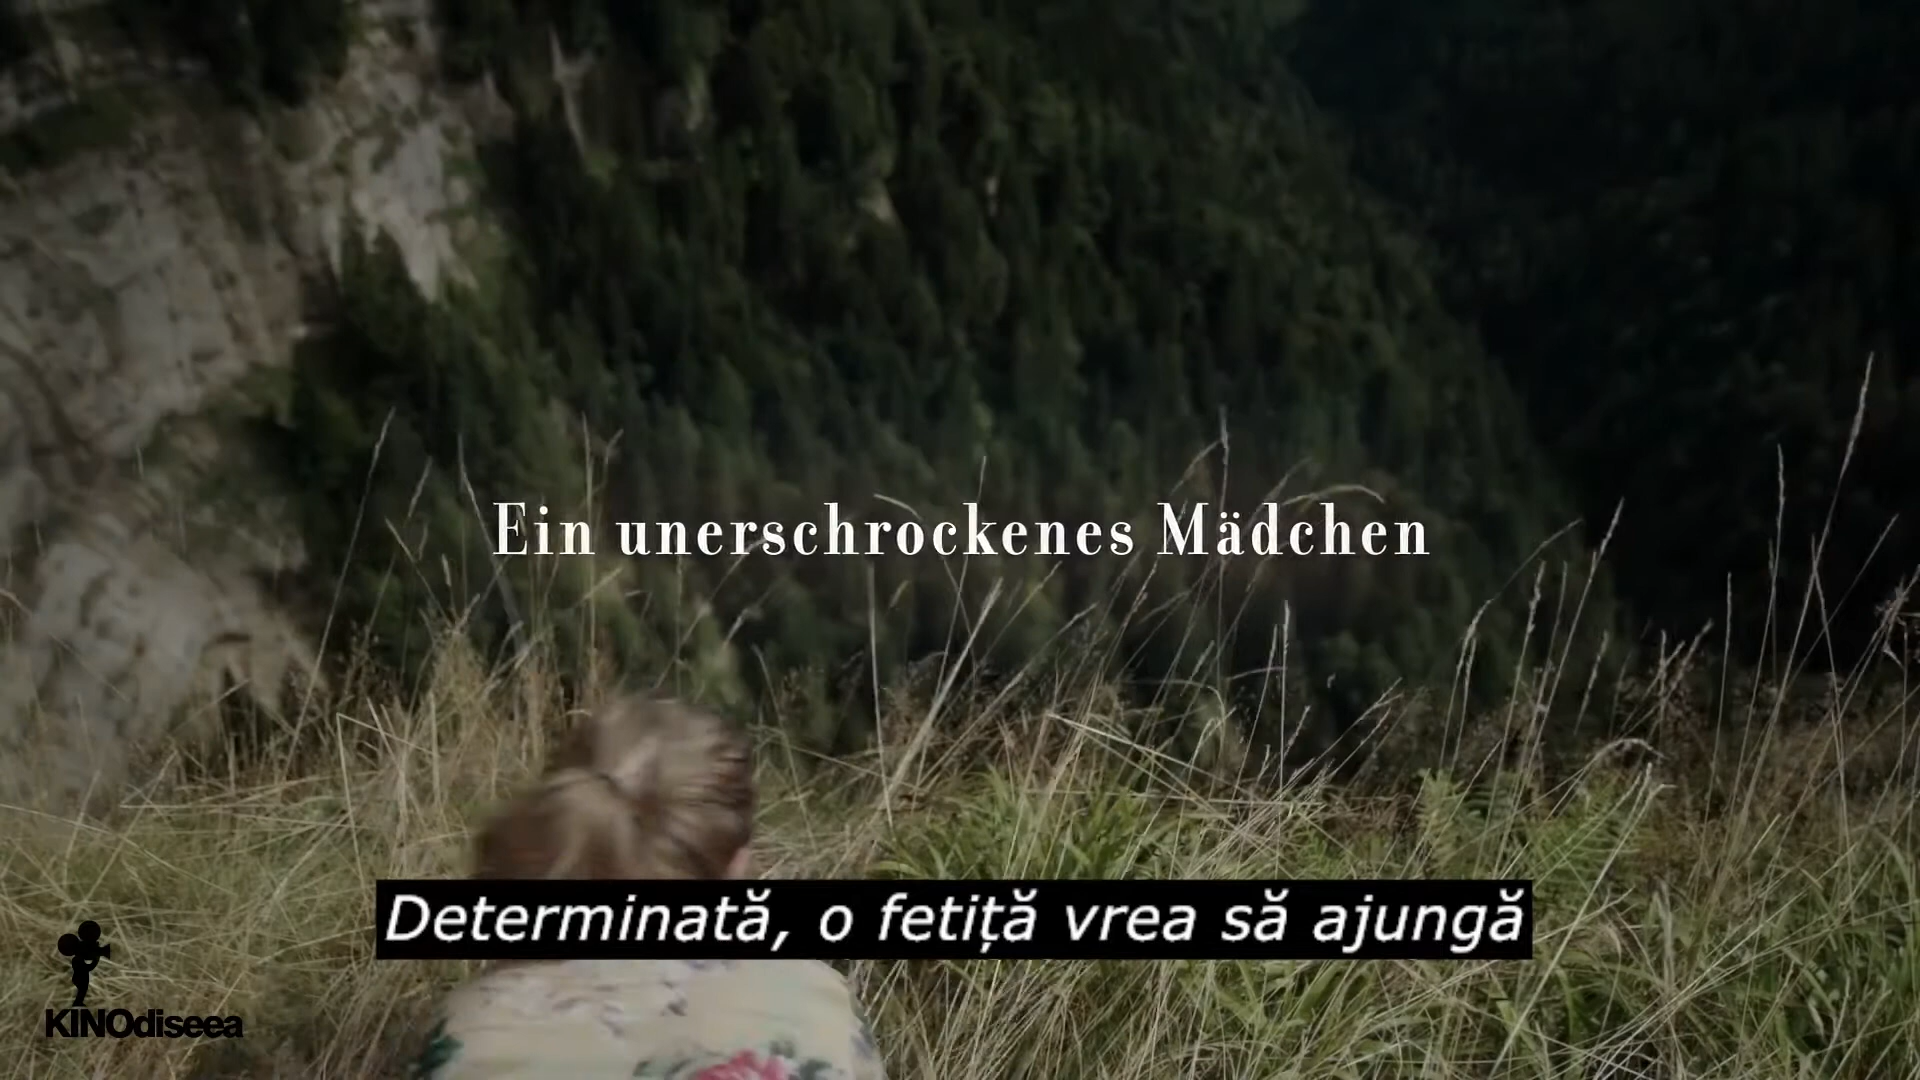 Ein unerschrockenes Mädchen
Determinată, o fetiță vrea să ajungă
KINOdiseea